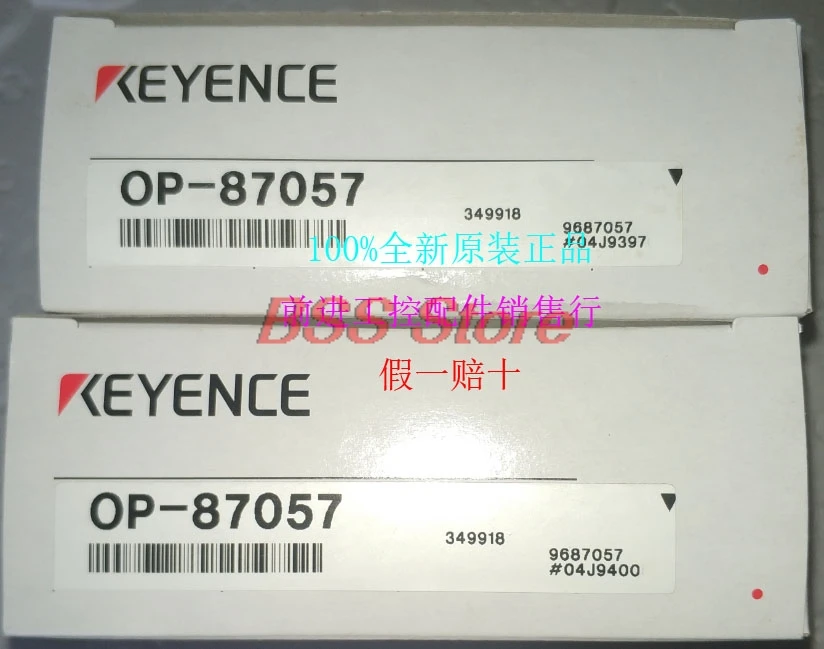 KEYENCE
OP-87057
349918
9687057
#04J9397
100%全新原装正品
前进工控配件销售行
BSS Store
假一赔十
KEYENCE
OP-87057
349918
9687057
#04J9400